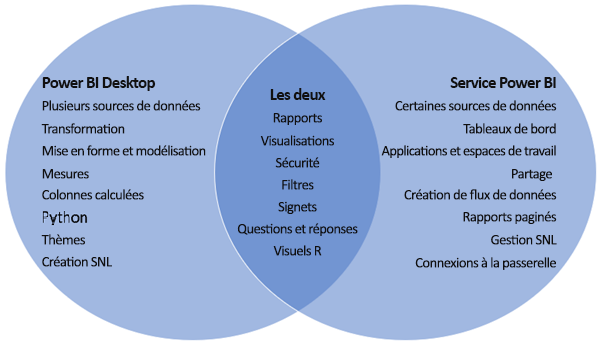 Power BI Desktop
Plusieurs sources de données
Transformation
Mise en forme et modélisation
Mesures
Colonnes calculées
Python
Thèmes
Création SNL
Les deux
Rapports
Visualisations
Sécurité
Filtres
Signets
Questions et réponses
Visuels R
Service Power BI
Certaines sources de données
Tableaux de bord
Applications et espaces de travail
Partage
Création de flux de données
Rapports paginés
Gestion SNL
Connexions à la passerelle